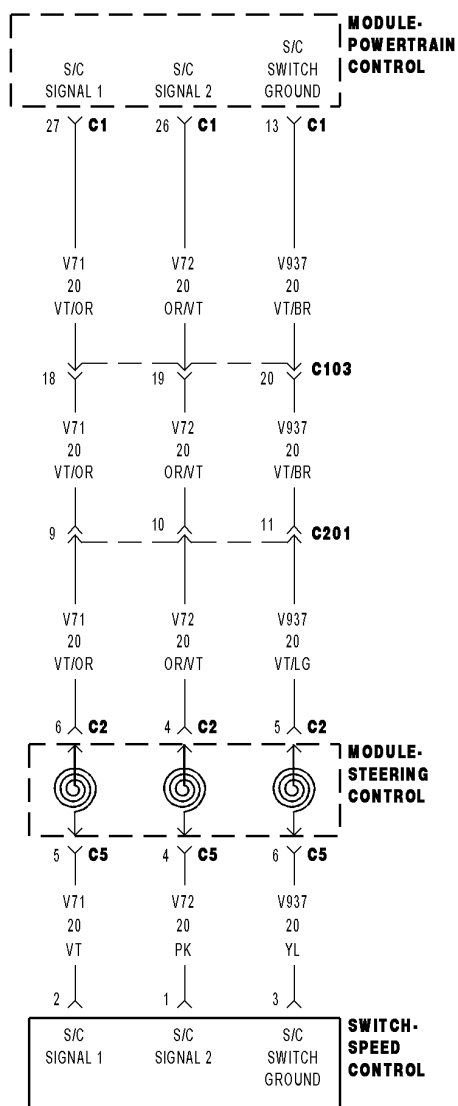 MODULE-
POWERTRAIN
CONTROL
S/C
SIGNAL 1
S/C
SIGNAL 2
S/C
SWITCH
GROUND
27 C1 26 C1 13 C1
V71 V72 V937
20 20 20
VT/OR OR/VT VT/BR
18 19 20 C103
V71 V72 V937
20 20 20
VT/OR OR/VT VT/BR
9 10 11 C201
V71 V72 V937
20 20 20
VT/OR OR/VT VT/LG
6 C2 4 C2 5 C2
MODULE-
STEERING
CONTROL
5 C5 4 C5 6 C5
V71 V72 V937
20 20 20
VT PK YL
2 1 3
S/C
SIGNAL 1
S/C
SIGNAL 2
S/C
SWITCH
GROUND
SWITCH-
SPEED
CONTROL